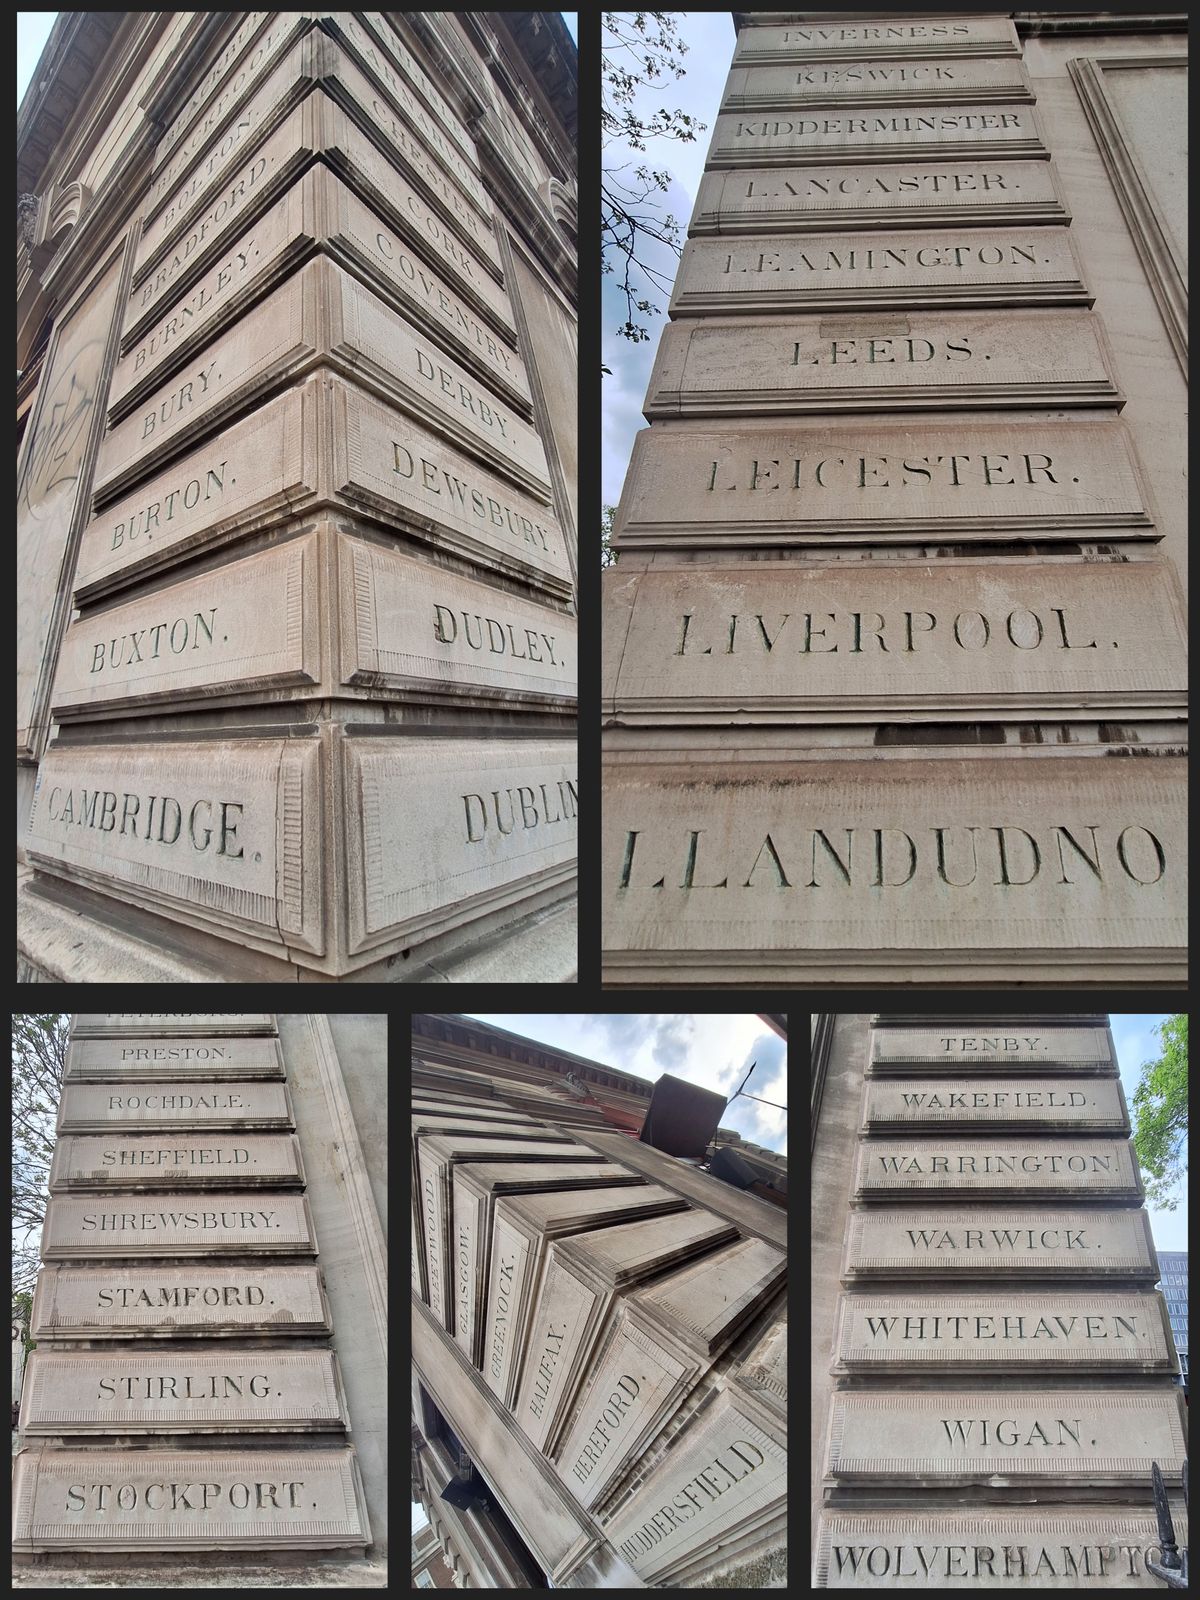 BLACKPOOL.
BOLTON.
BRADFORD.
BURNLEY.
BURY.
BURTON.
BUXTON.
CAMBRIDGE.
CHESTER.
CORK
COVENTRY
DERBY.
DEWSBURY.
DUDLEY.
DUBLIN
INVERNESS
KESWICK.
KIDDERMINSTER
LANCASTER.
LEAMINGTON.
LEEDS.
LEICESTER.
LIVERPOOL.
LLANDUDNO
PRESTON.
ROCHDALE.
SHEFFIELD.
SHREWSBURY.
STAMFORD.
STIRLING.
STOCKPORT.
GLASGOW.
GREENOCK.
HALIFAX.
HEREFORD.
HUDDERSFIELD
TENBY.
WAKEFIELD.
WARRINGTON.
WARWICK.
WHITEHAVEN.
WIGAN.
WOLVERHAMPTO